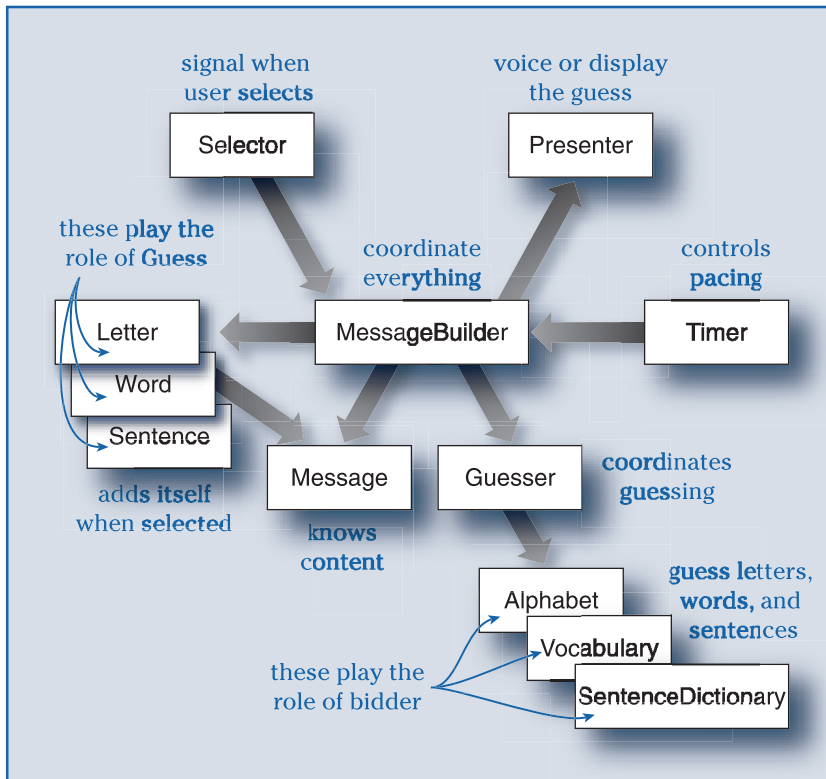 signal when
user selects
Selector
voice or display
the guess
Presenter
these play the
role of Guess
coordinate
everything
controls
pacing
Letter
Word
Sentence
MessageBuilder
Timer
adds itself
when selected
Message
knows
content
Guesser
coordinates
guessing
Alphabet
Vocabulary
SentenceDictionary
guess letters,
words, and
sentences
these play the
role of bidder